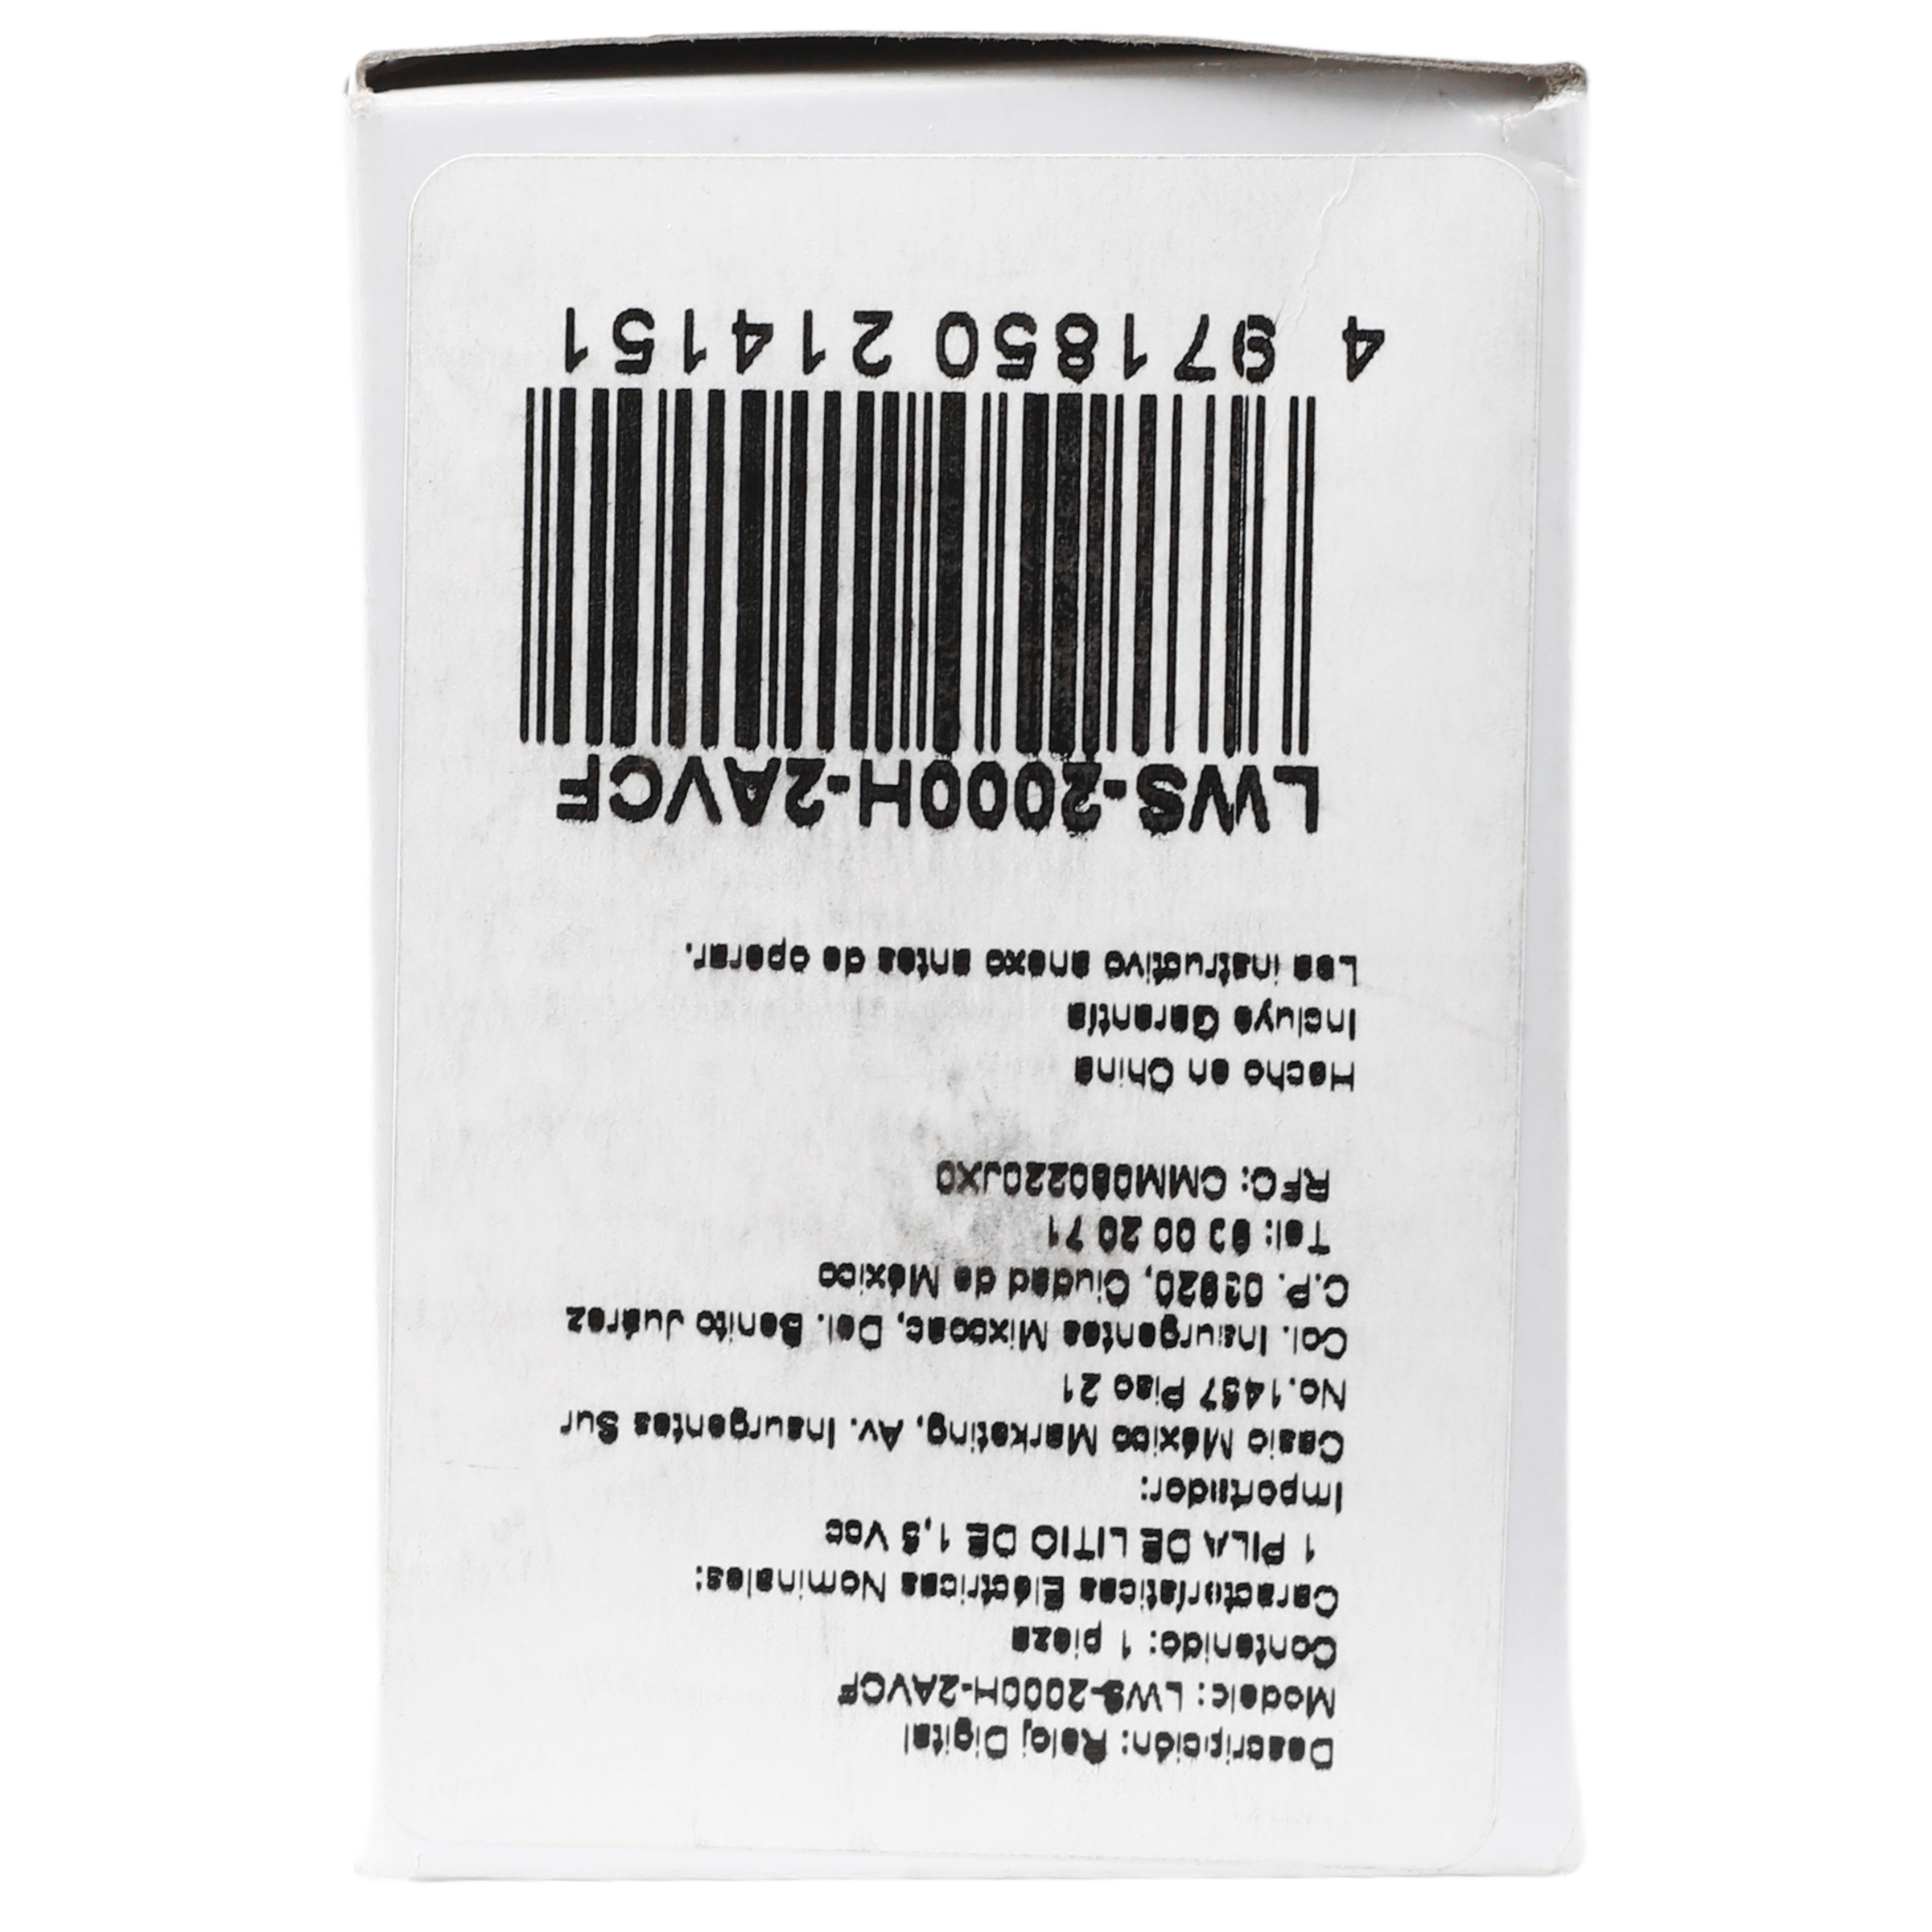 Descripción: Reloj Digital
Modelo: LWS-2000H-2AVCF
Contenido: 1 pieza
Características Eléctricas Nominales:
1 PILA DE LITIO DE 1,5 Vcc
Importador:
Casio México Marketing, Av. Insurgentes Sur
No.1457 Piso 21
Col. Insurgentes Mixcoac, Del. Benito Juárez
C.P. 03920, Ciudad de México
Tel: 00 20 71
RFC: CMM080220JX0
Hecho en China
Incluye Garantía
Lea instructivo anexo antes de operar.
LWS-2000H-2AVCF
4 971850 214151